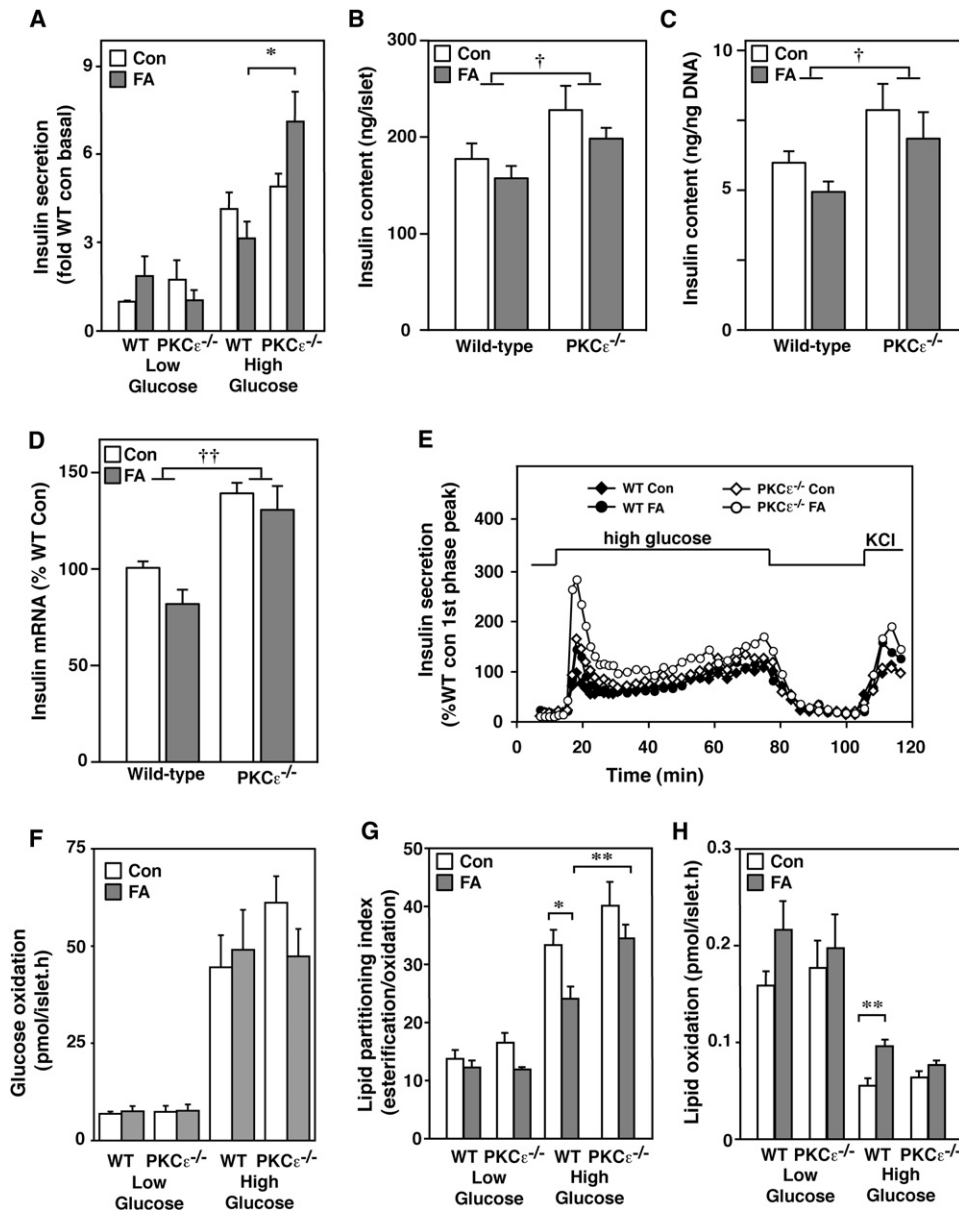 A
Con
FA
*
9
6
3
0
Insulin secretion
(fold WT con basal)
WT PKCε-/- WT PKCε-/-
Low Glucose
High Glucose
B
300
Con
FA
†
200
100
0
Insulin content (ng/islet)
Wild-type PKCε-/-
C
10
Con
FA
†
5
0
Insulin content (ng/ng DNA)
Wild-type PKCε-/-
D
Con
FA
††
150
100
50
0
Insulin mRNA (% WT Con)
Wild-type PKCε-/-
E
WT Con
PKCε-/- Con
WT FA
PKCε-/- FA
400
300
200
100
0
high glucose
KCl
Insulin secretion
(%WT con 1st phase peak)
0 20 40 60 80 100 120
Time (min)
F
75
Con
FA
50
25
0
Glucose oxidation
(pmol/islet.h)
WT PKCε-/- WT PKCε-/-
Low Glucose
High Glucose
G
50
Con
FA
**
*
40
30
20
10
0
Lipid partitioning index
(esterification/oxidation)
WT PKCε-/- WT PKCε-/-
Low Glucose
High Glucose
H
0.3
Con
FA
**
0.2
0.1
0
Lipid oxidation (pmol/islet.h)
WT PKCε-/- WT PKCε-/-
Low Glucose
High Glucose